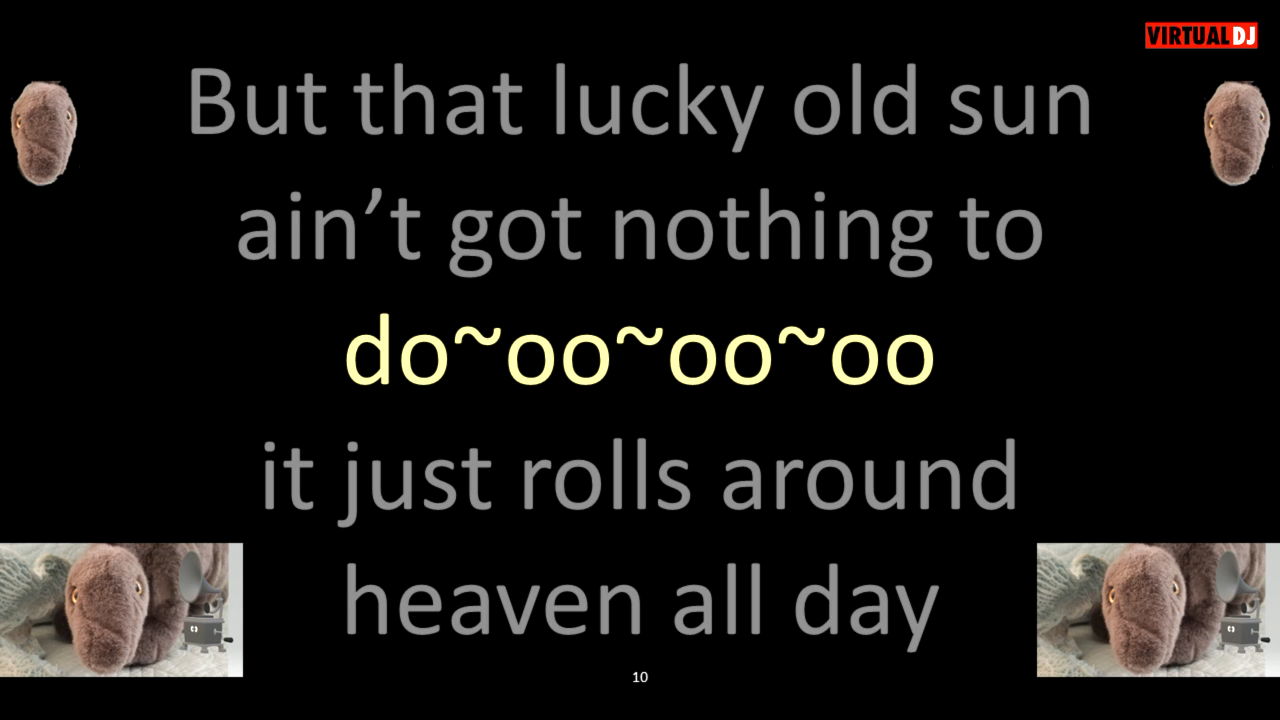 VIRTUAL DJ
But that lucky old sun
ain’t got nothing to
do~oo~oo~oo
it just rolls around
heaven all day
10